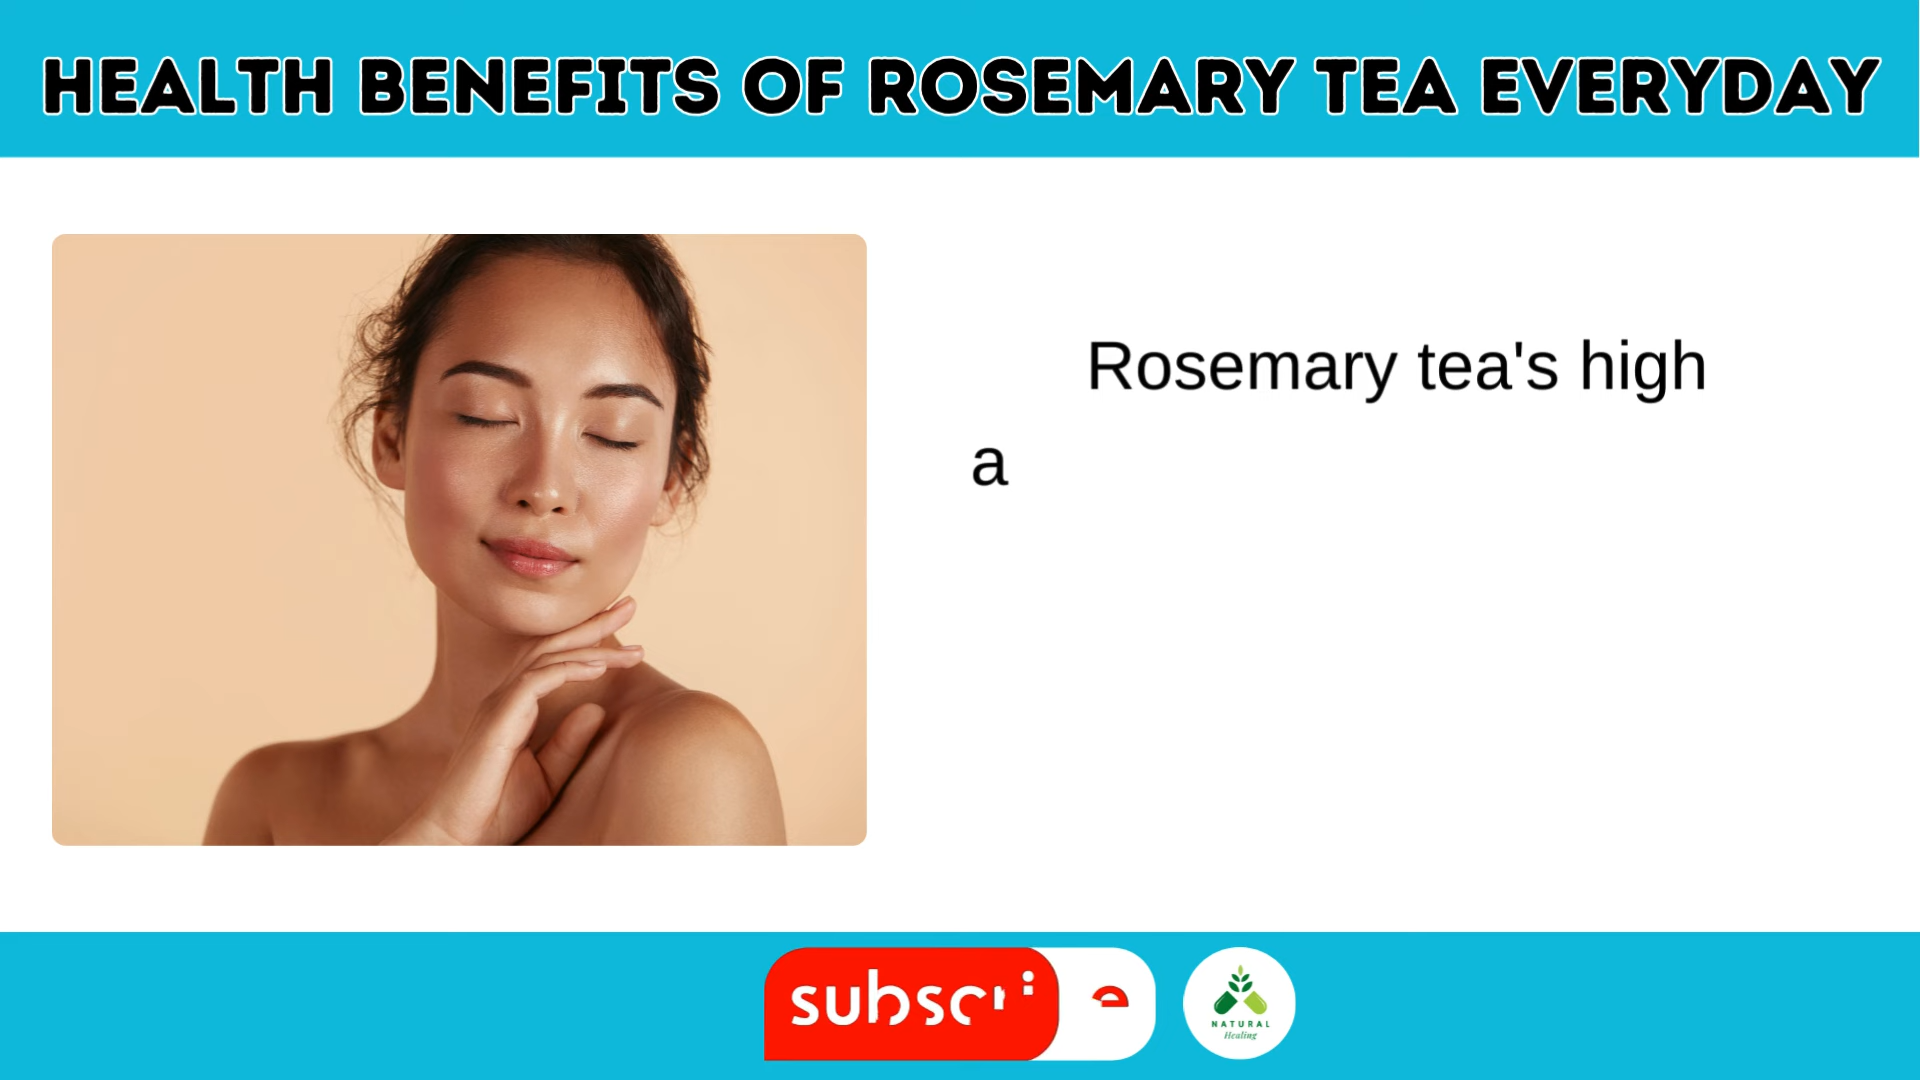 HEALTH BENEFITS OF ROSEMARY TEA EVERYDAY
Rosemary tea's high
a
NATURAL
Healing